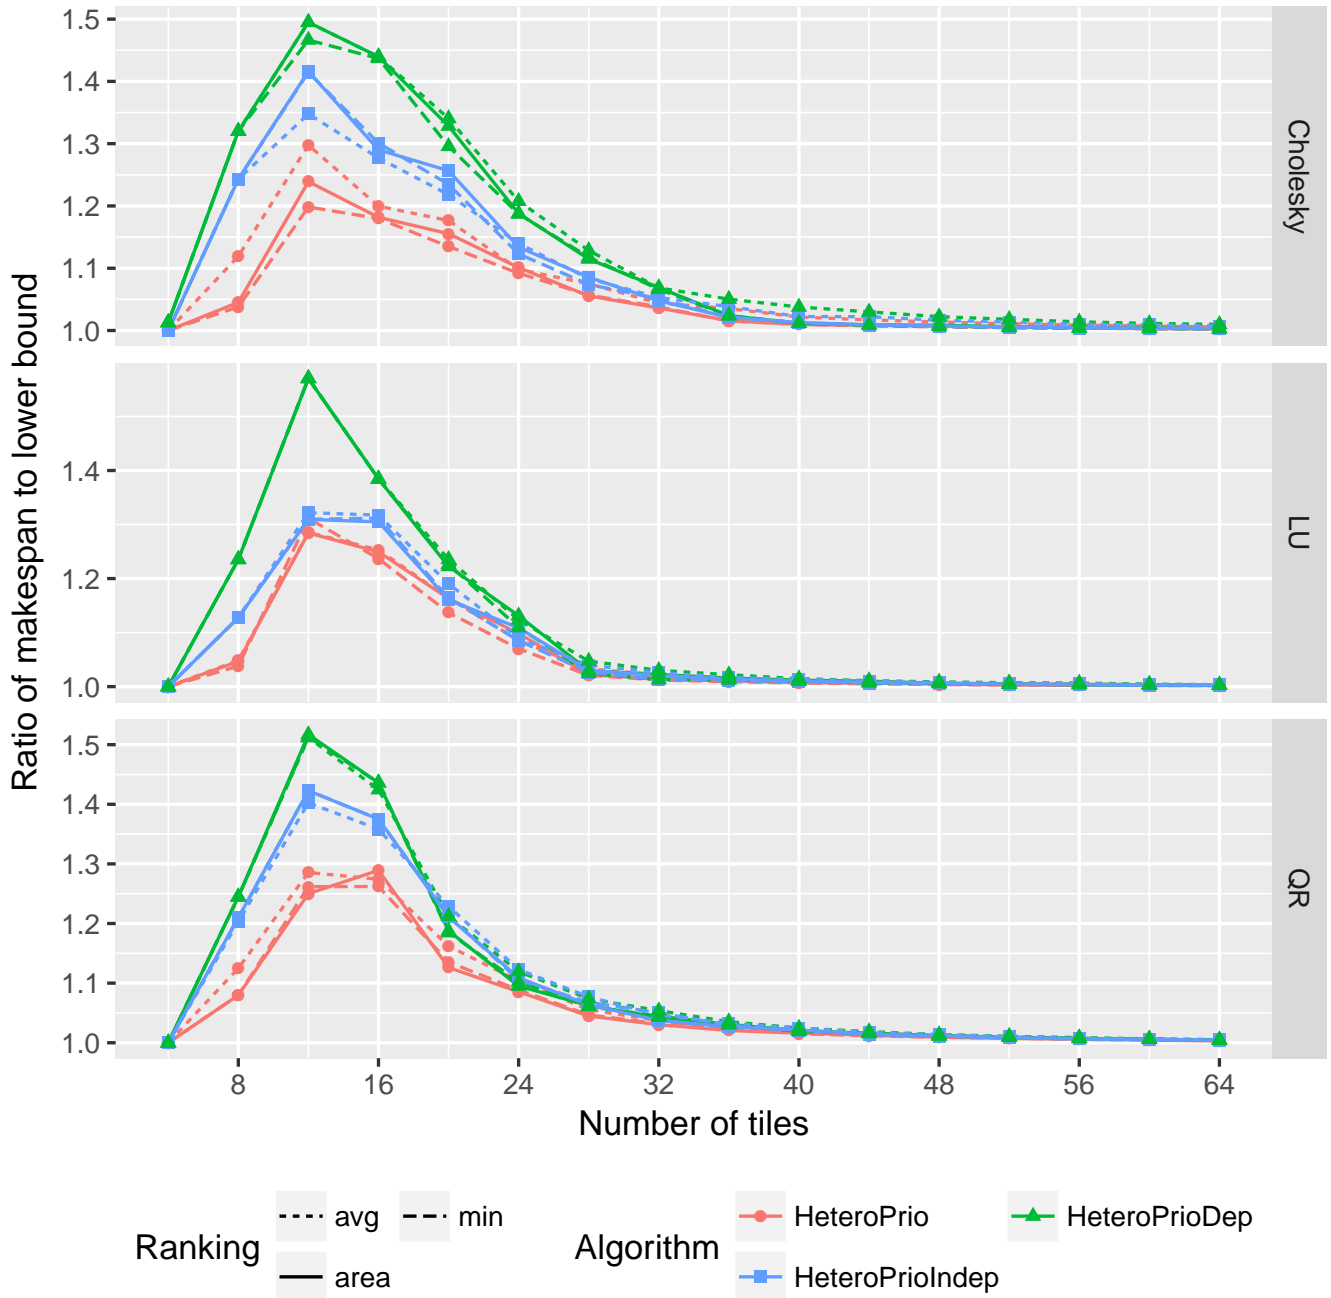 Ratio of makespan to lower bound
1.5
1.4
1.3
1.2
1.1
1.0
Cholesky
1.4
1.2
1.0
LU
1.5
1.4
1.3
1.2
1.1
1.0
QR
8 16 24 32 40 48 56 64
Number of tiles
Ranking
avg min
area
Algorithm
HeteroPrio HeteroPrioDep
HeteroPrioIndep